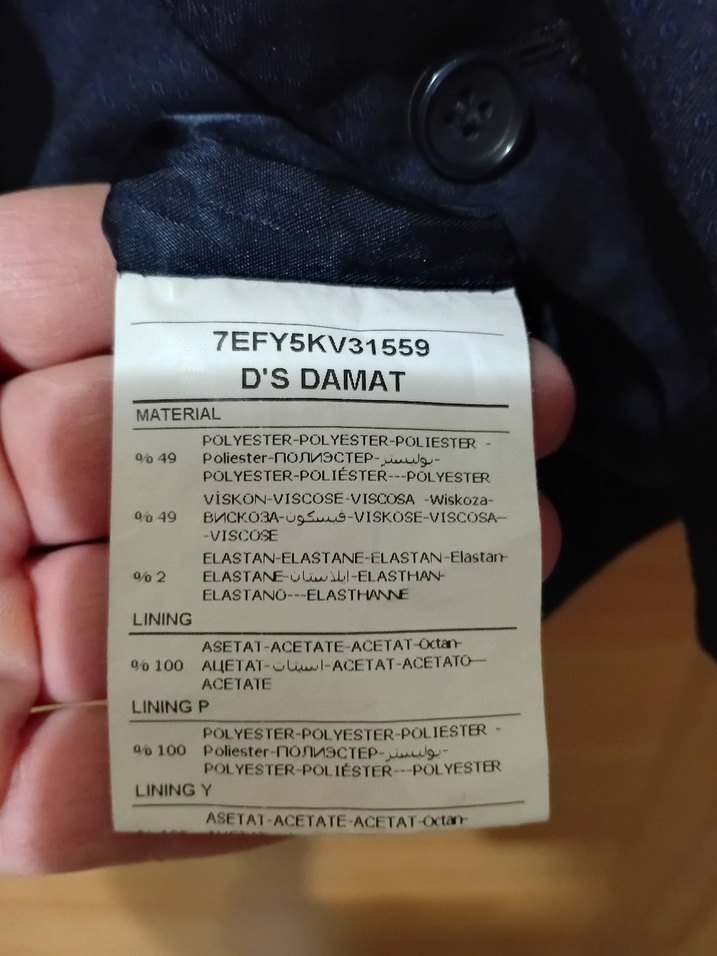 7EFY5KV31559
D'S DAMAT
MATERIAL
% 49 POLYESTER-POLYESTER-POLIESTER -
Poliester-ПОЛИЭСТЕР-بوليستر-
POLYESTER-POLIÉSTER---POLYESTER
% 49 VİSKON-VISCOSE-VISCOSA -Wiskoza-
ВИСКОЗА-فيسكون-VISKOSE-VISCOSA--
-VISCOSE
% 2 ELASTAN-ELASTANE-ELASTAN-Elastan-
ELASTANE-ايلاستان-ELASTHAN-
ELASTANO---ELASTHANNE
LINING
% 100 ASETAT-ACETATE-ACETAT-Octan-
АЦЕТАТ-اسيتات-ACETAT-ACETATO---
ACETATE
LINING P
% 100 POLYESTER-POLYESTER-POLIESTER -
Poliester-ПОЛИЭСТЕР-بوليستر-
POLYESTER-POLIÉSTER---POLYESTER
LINING Y
ASETAT-ACETATE-ACETAT-Octan-